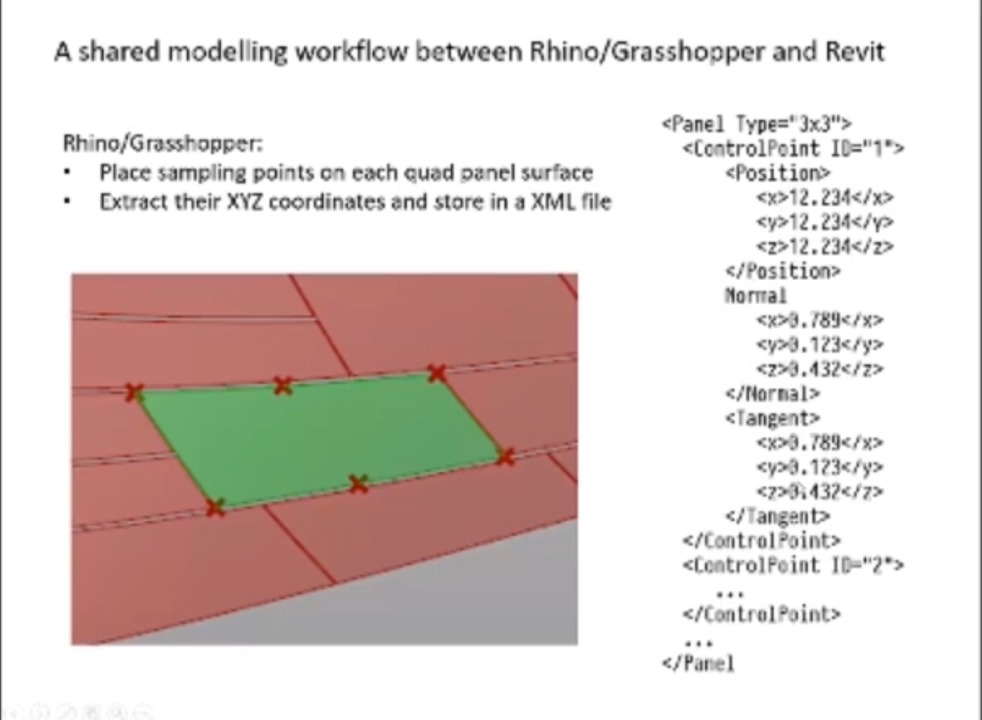 A shared modelling workflow between Rhino/Grasshopper and Revit
Rhino/Grasshopper:
• Place sampling points on each quad panel surface
• Extract their XYZ coordinates and store in a XML file
<Panel Type="3x3">
<ControlPoint ID="1">
<Position>
<x>12.234</x>
<y>12.234</y>
<z>12.234</z>
</Position>
Normal
<x>0.789</x>
<y>0.123</y>
<z>0.432</z>
</Normal>
<Tangent>
<x>0.789</x>
<y>0.123</y>
<z>0.432</z>
</Tangent>
</ControlPoint>
<ControlPoint ID="2">
...
</ControlPoint>
...
</Panel